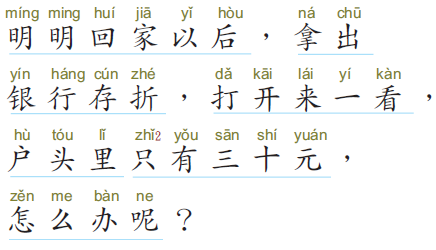 míng ming huí jiā yǐ hòu ná chū
明明回家以后，拿出
yín háng cún zhé dǎ kāi lái yí kàn
银行存折，打开来一看，
hù tóu lǐ zhǐ2 yǒu sān shí yuán
户头里只有三十元，
zěn me bàn ne
怎么办呢？